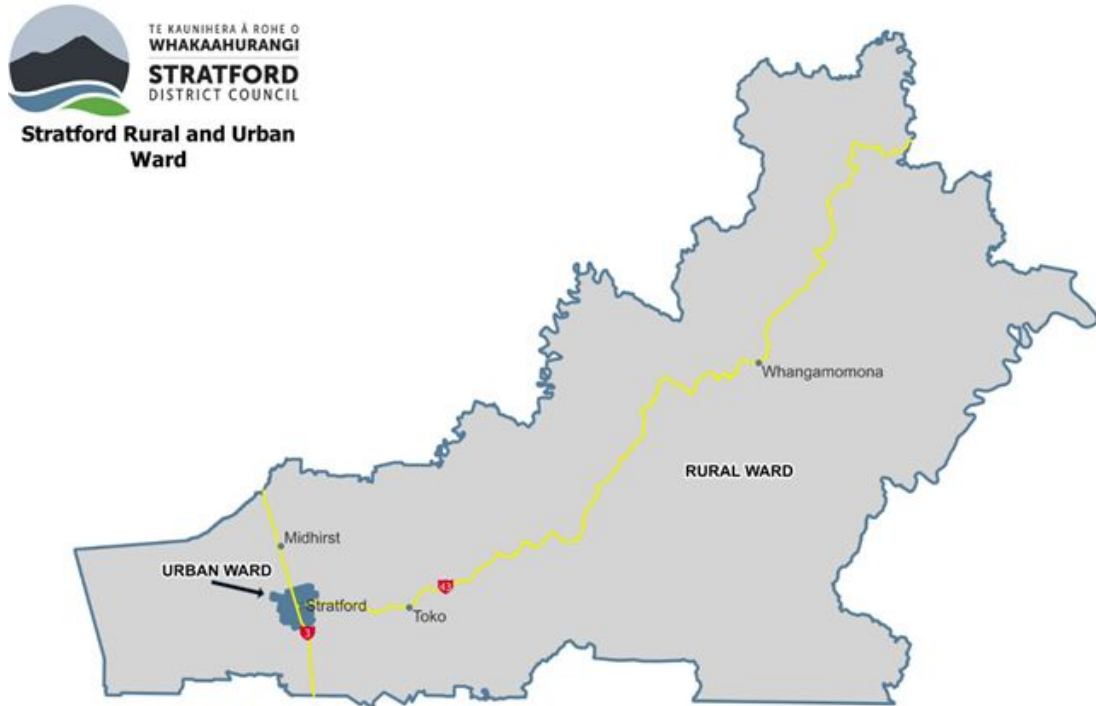 TE KAUNIHERA Ā ROHE O
WHAKAAHURANGI
STRATFORD
DISTRICT COUNCIL
Stratford Rural and Urban
Ward
Whangamomona
RURAL WARD
Midhirst
URBAN WARD
43
Stratford
Toko
3